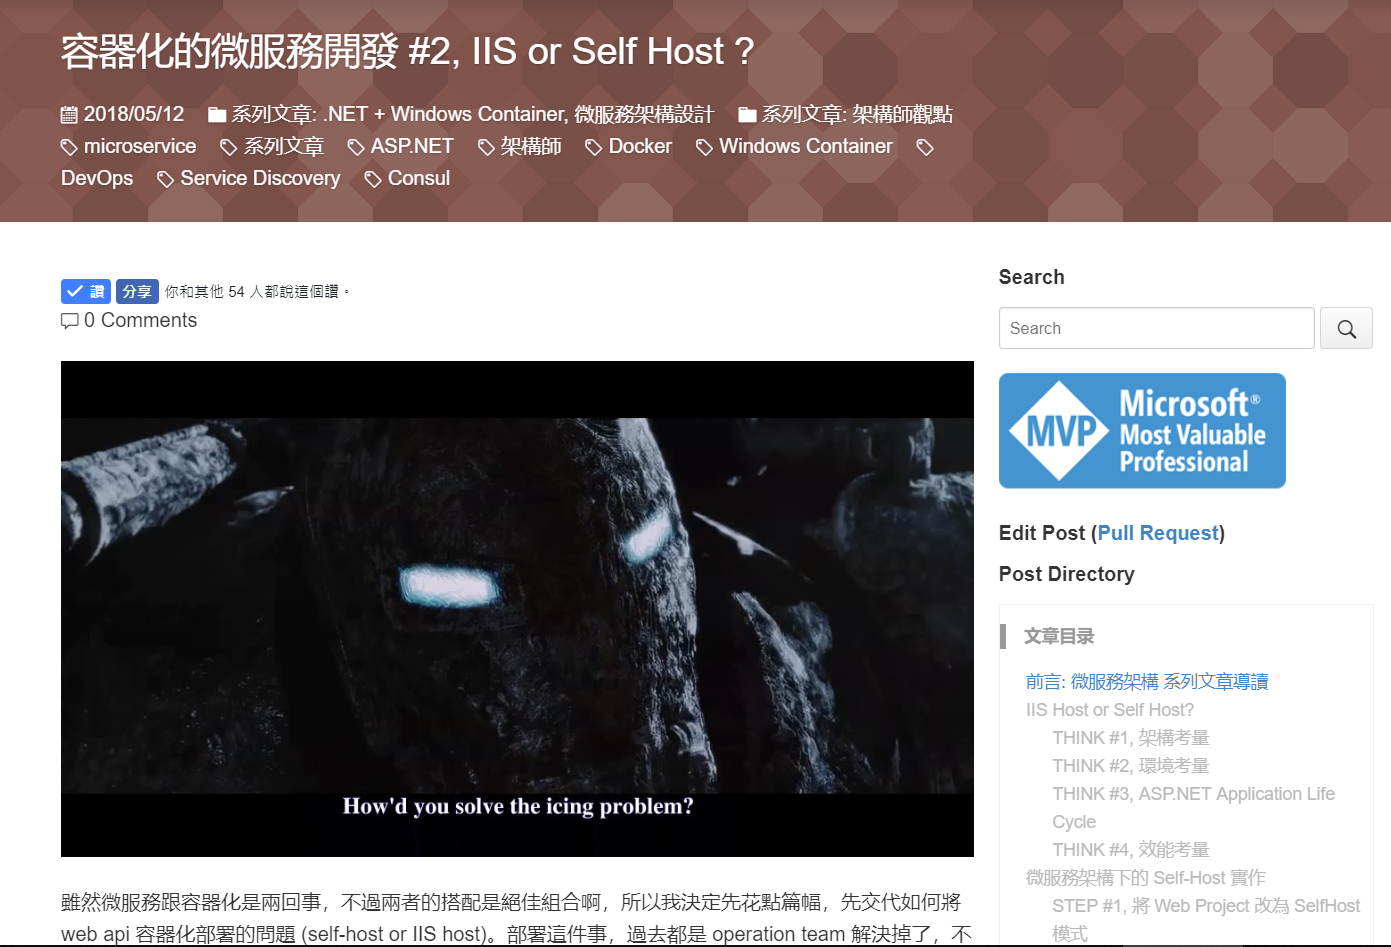 容器化的微服務開發 #2, IIS or Self Host ?
2018/05/12 系列文章: .NET + Windows Container, 微服務架構設計 系列文章: 架構師觀點
microservice 系列文章 ASP.NET 架構師 Docker Windows Container
DevOps Service Discovery Consul
讚 分享 你和其他 54 人都說這個讚。
0 Comments
How'd you solve the icing problem?
雖然微服務跟容器化是兩回事，不過兩者的搭配是絕佳組合啊，所以我決定先花點篇幅，先交代如何將
web api 容器化部署的問題 (self-host or IIS host)。部署這件事，過去都是 operation team 解決掉了，不
Search
Search
MVP
Microsoft®
Most Valuable
Professional
Edit Post (Pull Request)
Post Directory
文章目录
前言: 微服務架構 系列文章導讀
IIS Host or Self Host?
THINK #1, 架構考量
THINK #2, 環境考量
THINK #3, ASP.NET Application Life
Cycle
THINK #4, 效能考量
微服務架構下的 Self-Host 實作
STEP #1, 將 Web Project 改為 SelfHost
模式